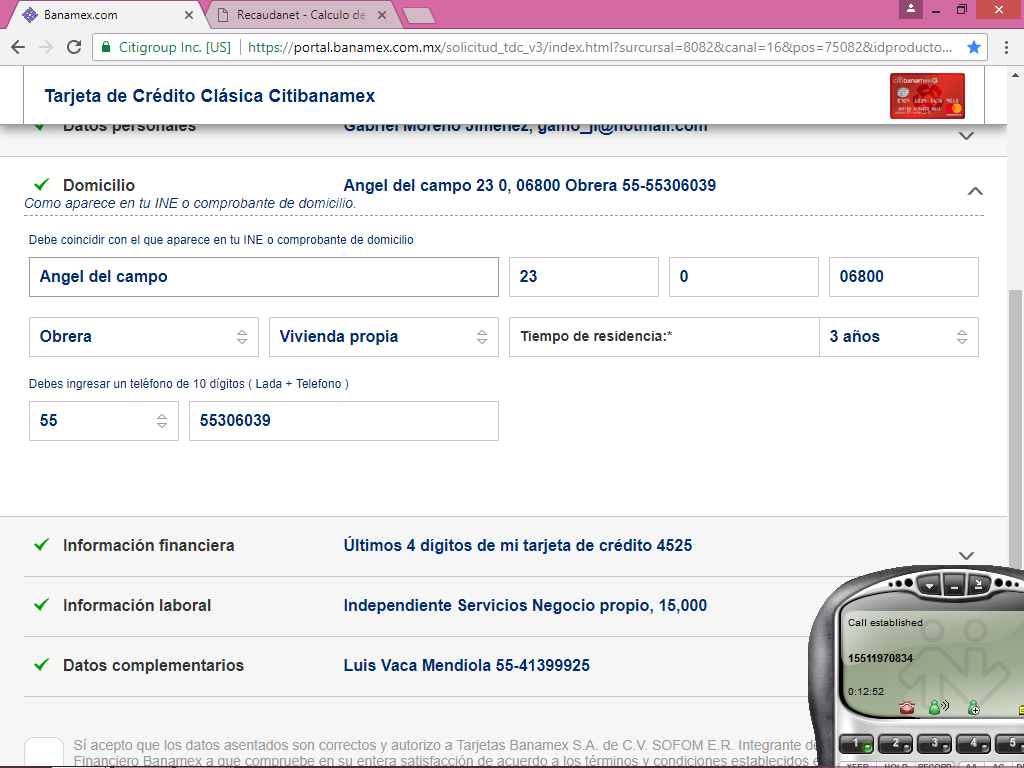 Banamex.com
Recaudanet - Calculo de
Citigroup Inc. [US] https://portal.banamex.com.mx/solicitud_tdc_v3/index.html?sursursal=8082&canal=16&pos=75082&idproducto...
Tarjeta de Crédito Clásica Citibanamex
citibanamex
Datos personales Gabriel Moreno Jimenez, gamo_ji@hotmail.com
Domicilio Angel del campo 23 0, 06800 Obrera 55-55306039
Como aparece en tu INE o comprobante de domicilio.
Debe coincidir con el que aparece en tu INE o comprobante de domicilio
Angel del campo 23 0 06800
Obrera Vivienda propia Tiempo de residencia:* 3 años
Debes ingresar un teléfono de 10 dígitos ( Lada + Telefono )
55 55306039
Información financiera Últimos 4 dígitos de mi tarjeta de crédito 4525
Información laboral Independiente Servicios Negocio propio, 15,000
Datos complementarios Luis Vaca Mendiola 55-41399925
Call established
15511970834
0:12:52
1 2 3 4 5
XFER HOLD RECORD AA AC
Sí acepto que los datos asentados son correctos y autorizo a Tarjetas Banamex S.A. de C.V. SOFOM E.R. Integrante de
Financiero Banamex a que compruebe en su entera satisfacción de acuerdo a los términos y condiciones establecidos